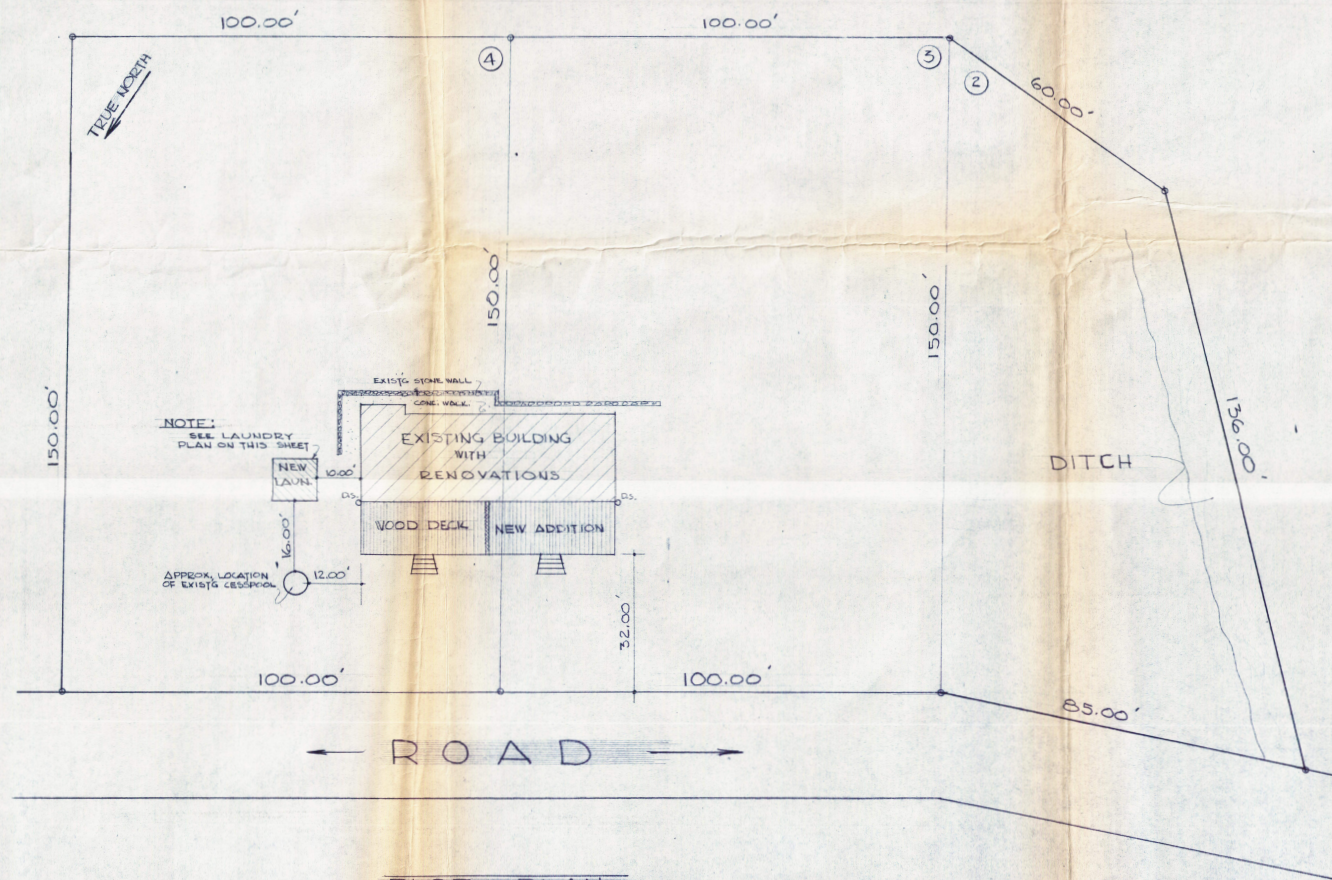 100.00'
100.00'
TRUE NORTH
4
3
2
60.00'
150.00'
150.00'
150.00'
136.00'
EXIST'G STONE WALL
CONC. WALK
NOTE:
SEE LAUNDRY
PLAN ON THIS SHEET
EXISTING BUILDING
WITH
RENOVATIONS
NEW
LAUN.
10.00'
DITCH
D.S.
D.S.
WOOD DECK
NEW ADDITION
16.00'
APPROX. LOCATION
OF EXIST'G CESSPOOL
12.00'
32.00'
100.00'
100.00'
85.00'
ROAD